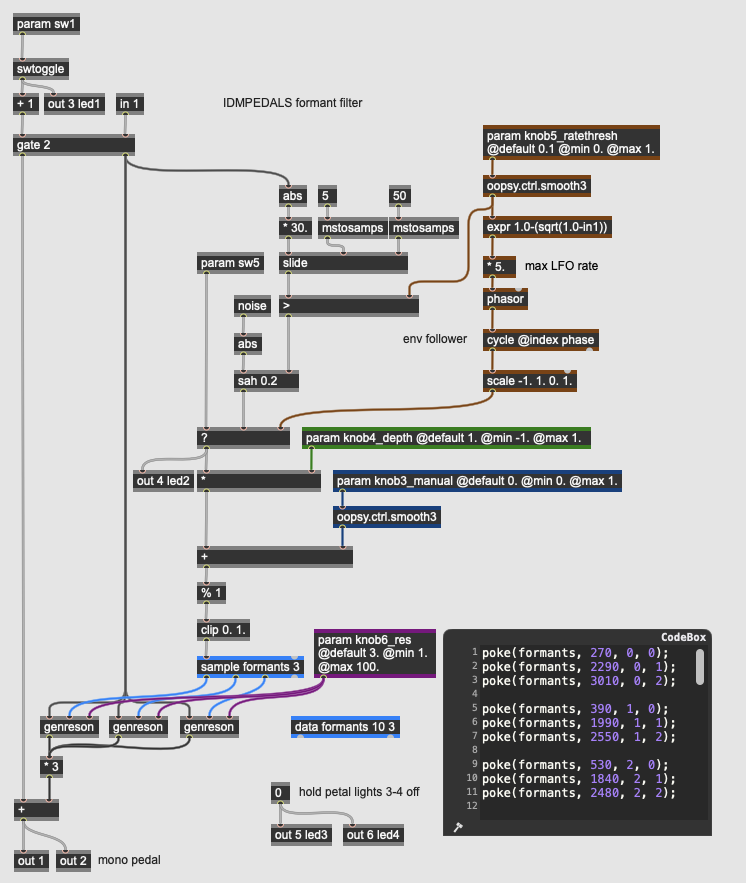 param sw1
swtoggle
+ 1
out 3 led1
in 1
IDMPEDALS formant filter
gate 2
param knob5_ratethresh
@default 0.1 @min 0. @max 1.
abs
5
50
oopsy.ctrl.smooth3
* 30.
mstosamps
mstosamps
expr 1.0-(sqrt(1.0-in1))
param sw5
slide
* 5.
max LFO rate
noise
>
phasor
abs
env follower
cycle @index phase
sah 0.2
scale -1. 1. 0. 1.
?
param knob4_depth @default 1. @min -1. @max 1.
out 4 led2
*
param knob3_manual @default 0. @min 0. @max 1.
oopsy.ctrl.smooth3
+
% 1
clip 0. 1.
sample formants 3
param knob6_res
@default 3. @min 1.
@max 100.
genreson
genreson
genreson
data formants 10 3
* 3
0
hold petal lights 3-4 off
+
out 5 led3
out 6 led4
out 1
out 2
mono pedal
CodeBox
1 poke(formants, 270, 0, 0);
2 poke(formants, 2290, 0, 1);
3 poke(formants, 3010, 0, 2);
4
5 poke(formants, 390, 1, 0);
6 poke(formants, 1990, 1, 1);
7 poke(formants, 2550, 1, 2);
8
9 poke(formants, 530, 2, 0);
10 poke(formants, 1840, 2, 1);
11 poke(formants, 2480, 2, 2);
12